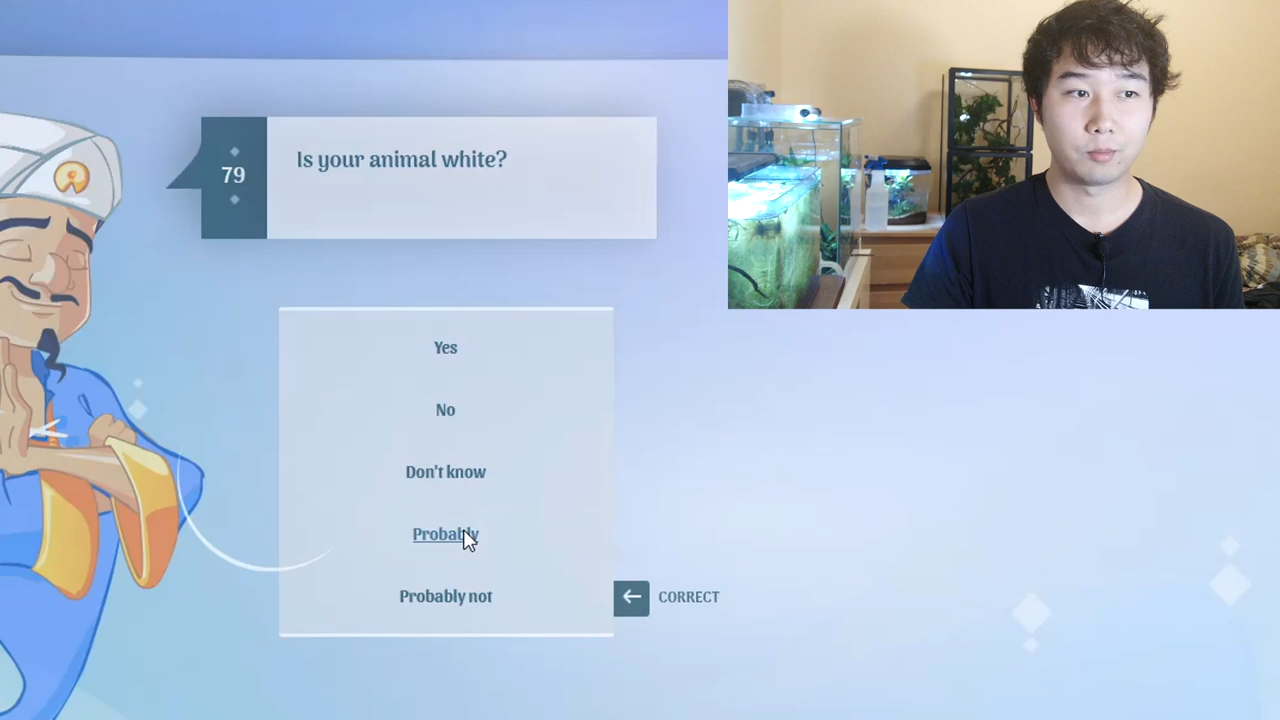 79
Is your animal white?
Yes
No
Don't know
Probably
Probably not
CORRECT